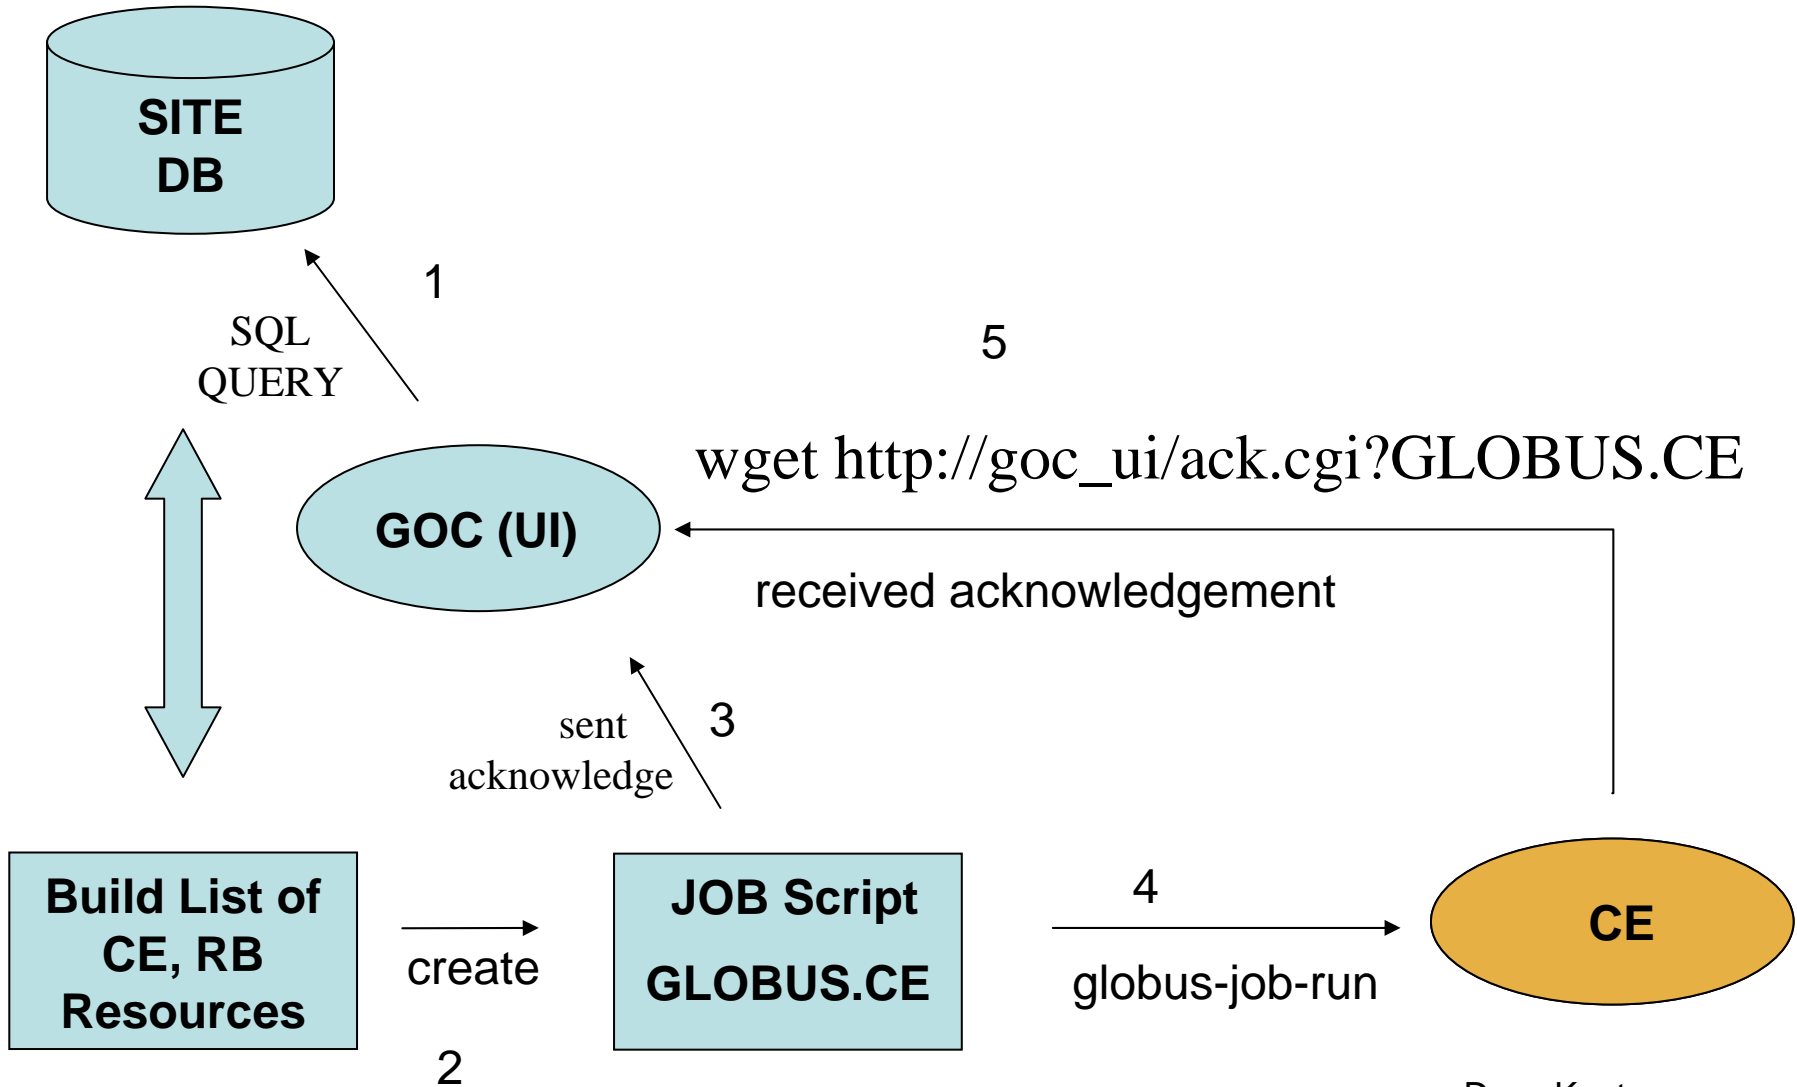 SITE
DB
1
SQL
QUERY
5
wget http://goc_ui/ack.cgi?GLOBUS.CE
GOC (UI)
received acknowledgement
3
sent
acknowledge
Build List of
CE, RB
Resources
create
2
JOB Script
GLOBUS.CE
4
globus-job-run
CE